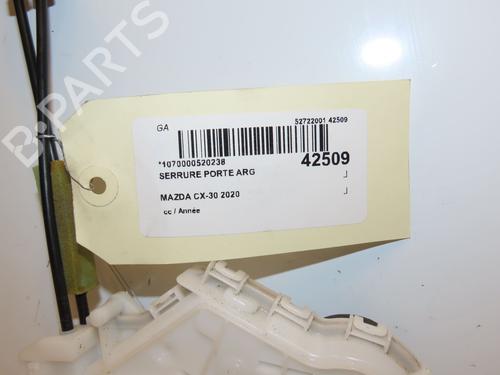 GA 52722001 42509
*1070000520238 42509
SERRURE PORTE ARG
MAZDA CX-30 2020
cc / Année
B-PARTS